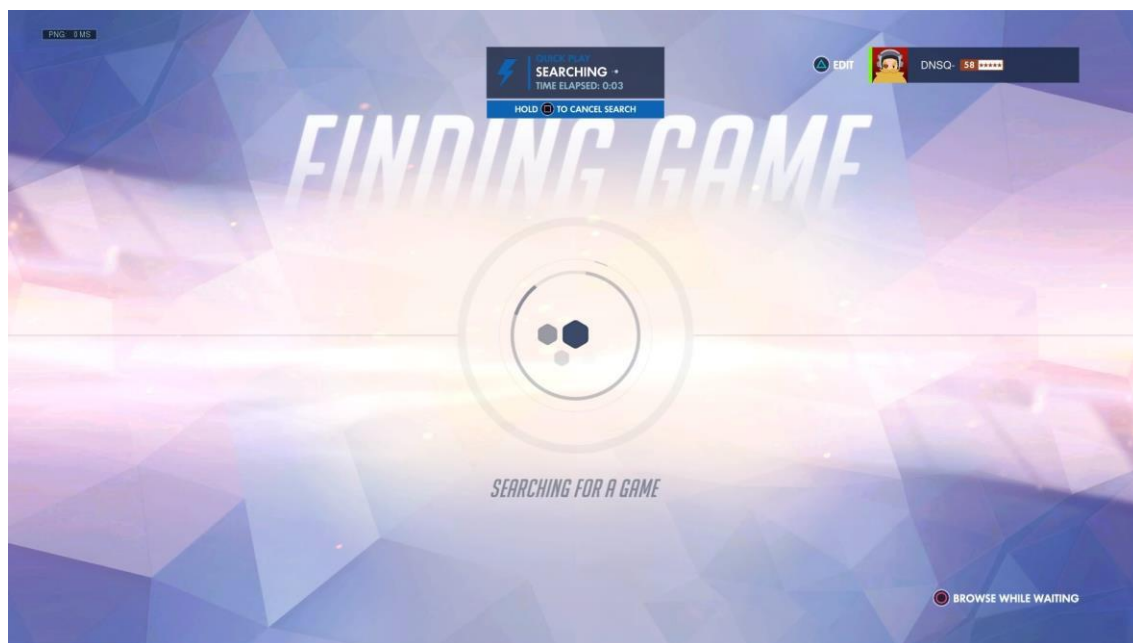 PNG: 0 MS
QUICK PLAY
SEARCHING
TIME ELAPSED: 0:03
HOLD TO CANCEL SEARCH
EDIT
DNSQ- 58
FINDING GAME
SEARCHING FOR A GAME
BROWSE WHILE WAITING